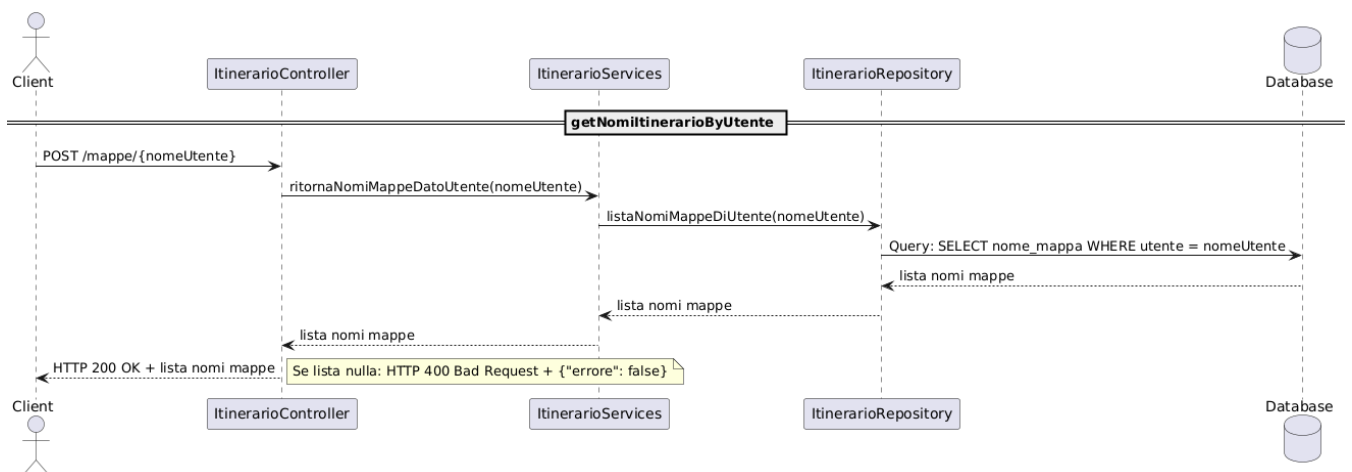 Client
ItinerarioController
ItinerarioServices
ItinerarioRepository
Database
getNomiItinerarioByUtente
POST /mappe/{nomeUtente}
ritornaNomiMappeDatoUtente(nomeUtente)
listaNomiMappeDiUtente(nomeUtente)
Query: SELECT nome_mappa WHERE utente = nomeUtente
lista nomi mappe
lista nomi mappe
lista nomi mappe
HTTP 200 OK + lista nomi mappe
Se lista nulla: HTTP 400 Bad Request + {"errore": false}
Client
ItinerarioController
ItinerarioServices
ItinerarioRepository
Database